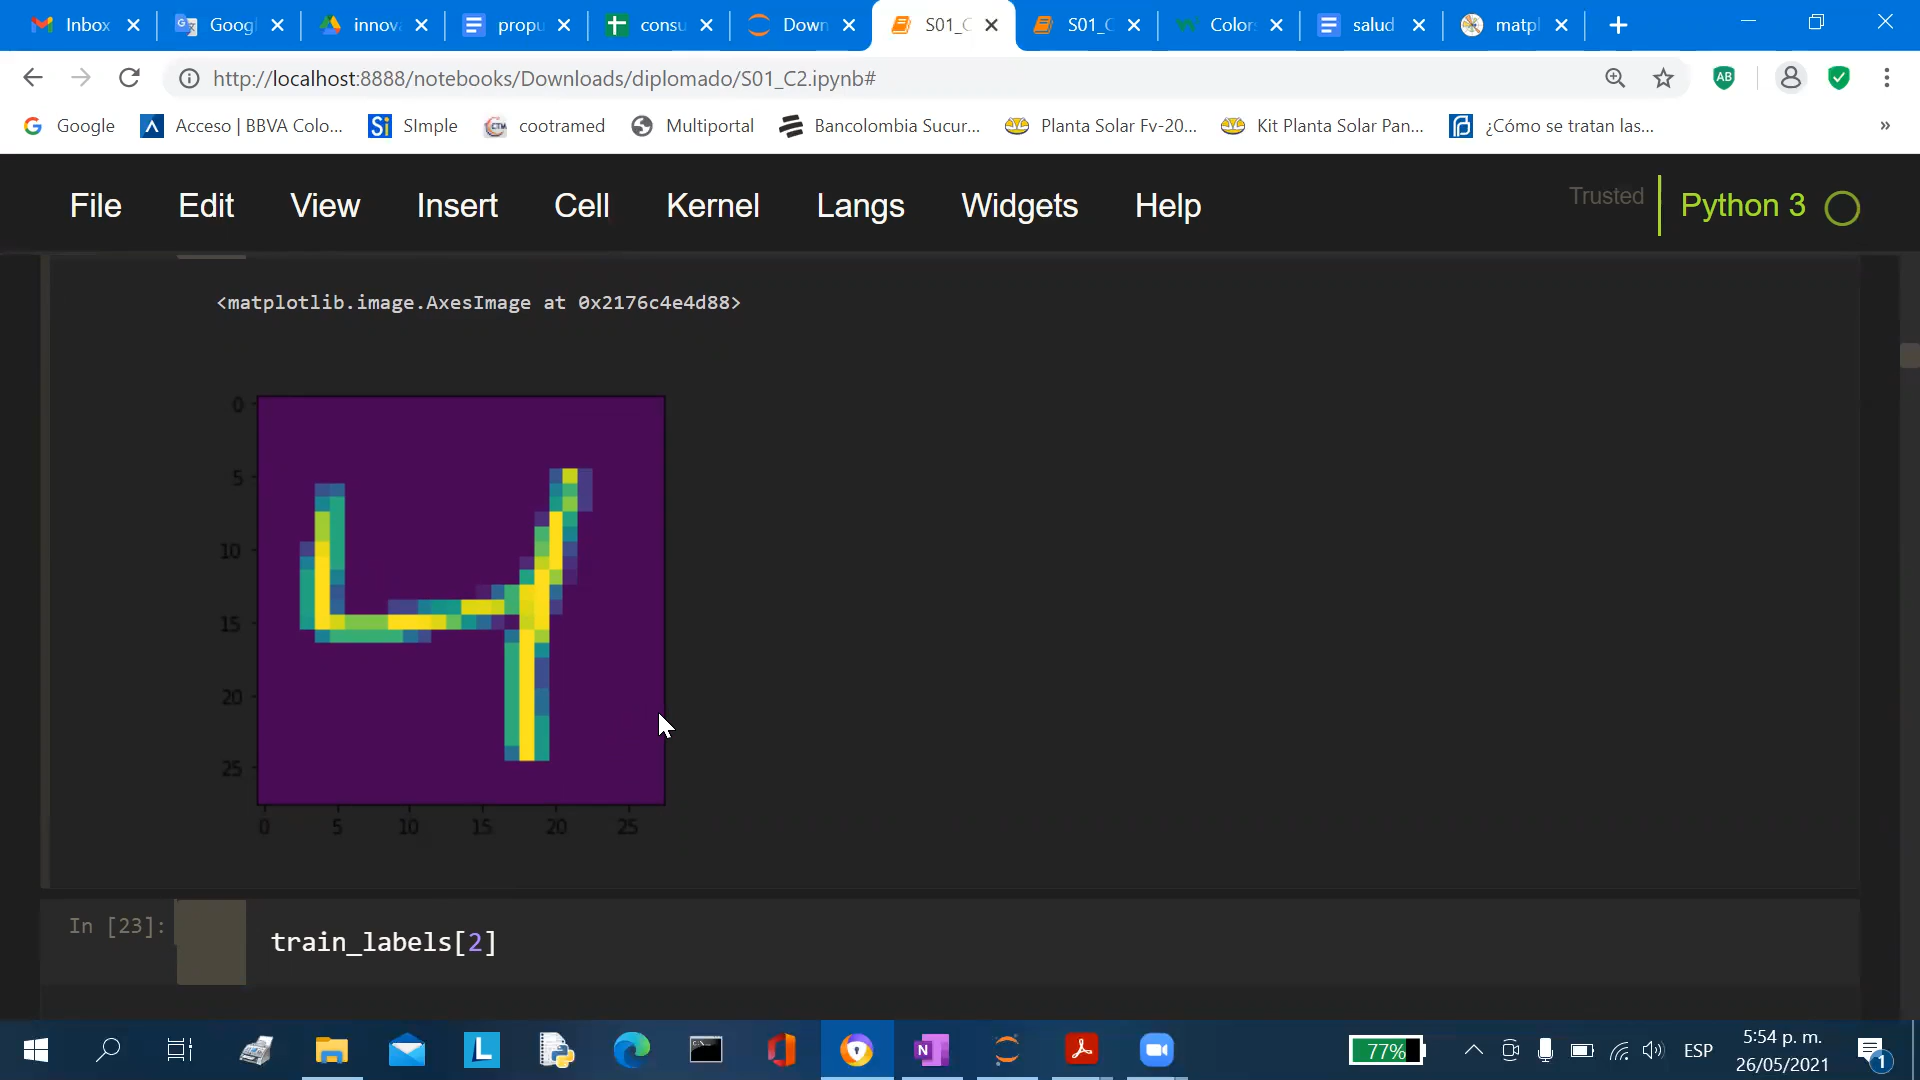 Inbox
Googl
innov
propu
consu
Down
S01_C
S01_C
Color
salud
matpl
http://localhost:8888/notebooks/Downloads/diplomado/S01_C2.ipynb#
AB
Google
Acceso | BBVA Colo...
Si SImple
cootramed
Multiportal
Bancolombia Sucur...
Planta Solar Fv-20...
Kit Planta Solar Pan...
¿Cómo se tratan las...
»
File Edit View Insert Cell Kernel Langs Widgets Help
Trusted
Python 3
<matplotlib.image.AxesImage at 0x2176c4e4d88>
0
5
10
15
20
25
0 5 10 15 20 25
In [23]:
train_labels[2]
77%
ESP
5:54 p. m.
26/05/2021
1